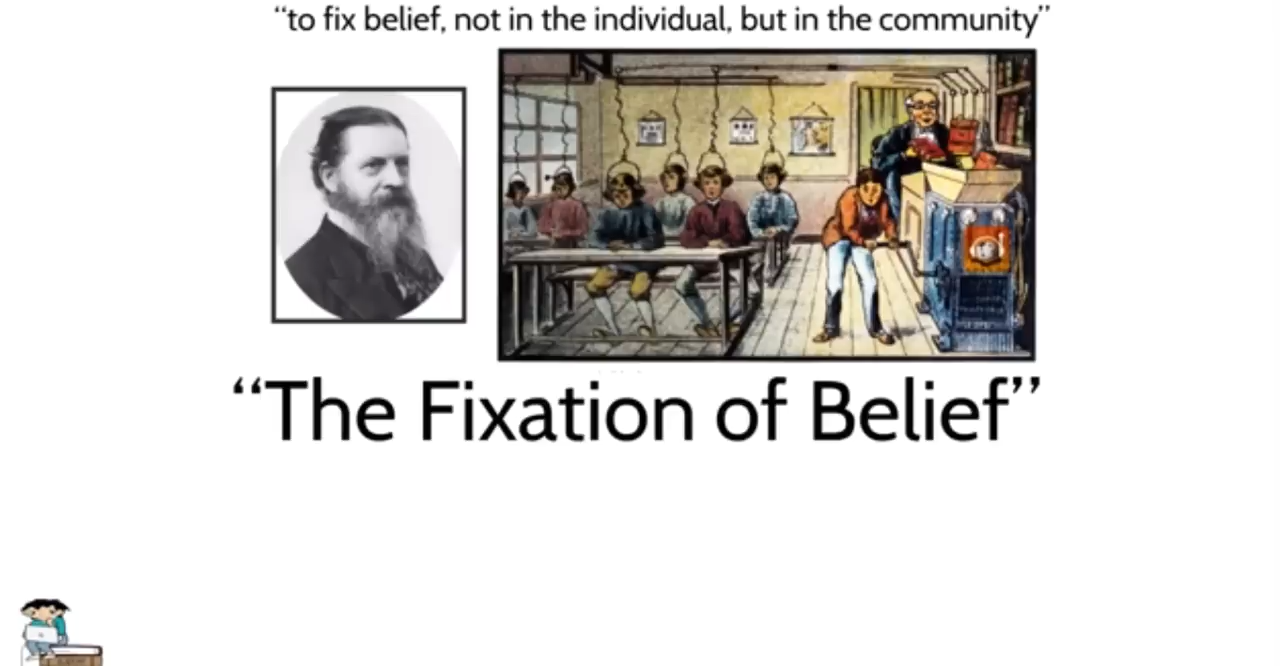 “to fix belief, not in the individual, but in the community”
“The Fixation of Belief”